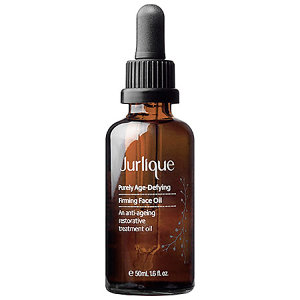 Jurlique
Purely Age-Defying
Firming Face Oil
An anti-ageing
restorative
treatment oil
℮ 50mL 1.6 fl.oz.